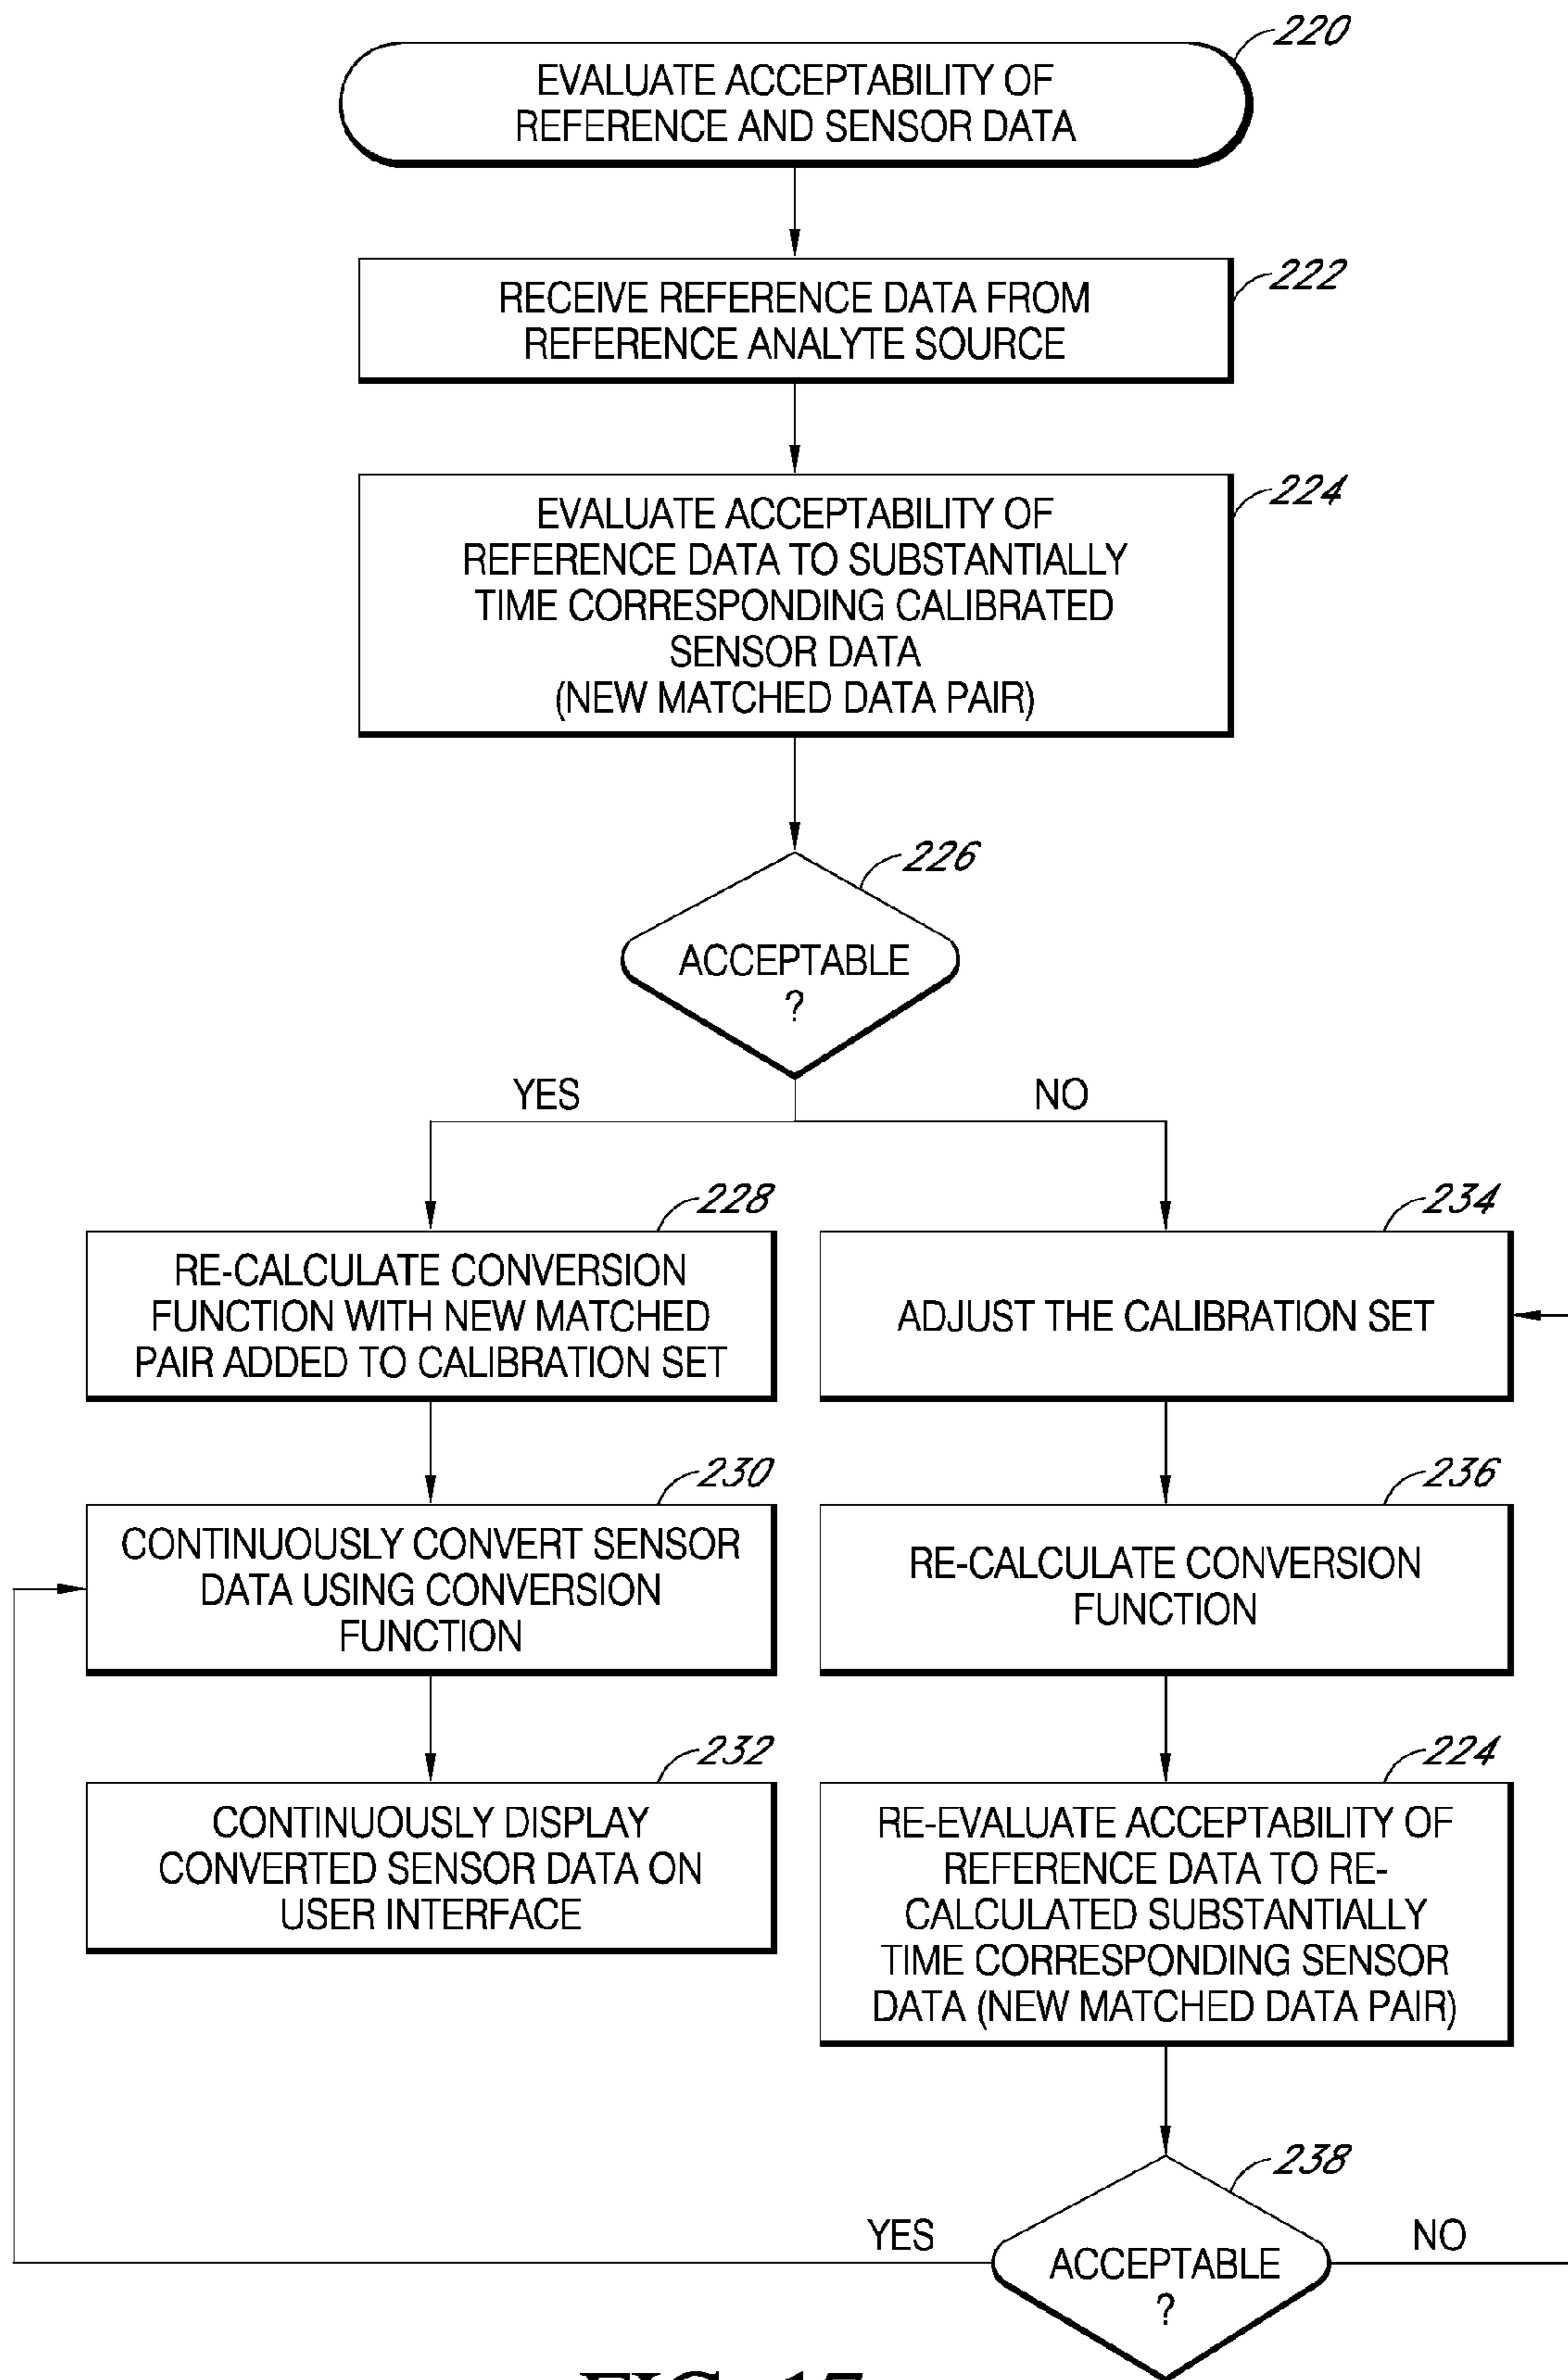 220
EVALUATE ACCEPTABILITY OF
REFERENCE AND SENSOR DATA
222
RECEIVE REFERENCE DATA FROM
REFERENCE ANALYTE SOURCE
224
EVALUATE ACCEPTABILITY OF
REFERENCE DATA TO SUBSTANTIALLY
TIME CORRESPONDING CALIBRATED
SENSOR DATA
(NEW MATCHED DATA PAIR)
226
ACCEPTABLE
?
YES
NO
228
RE-CALCULATE CONVERSION
FUNCTION WITH NEW MATCHED
PAIR ADDED TO CALIBRATION SET
234
ADJUST THE CALIBRATION SET
230
CONTINUOUSLY CONVERT SENSOR
DATA USING CONVERSION
FUNCTION
236
RE-CALCULATE CONVERSION
FUNCTION
232
CONTINUOUSLY DISPLAY
CONVERTED SENSOR DATA ON
USER INTERFACE
224
RE-EVALUATE ACCEPTABILITY OF
REFERENCE DATA TO RE-
CALCULATED SUBSTANTIALLY
TIME CORRESPONDING SENSOR
DATA (NEW MATCHED DATA PAIR)
238
YES
ACCEPTABLE
?
NO